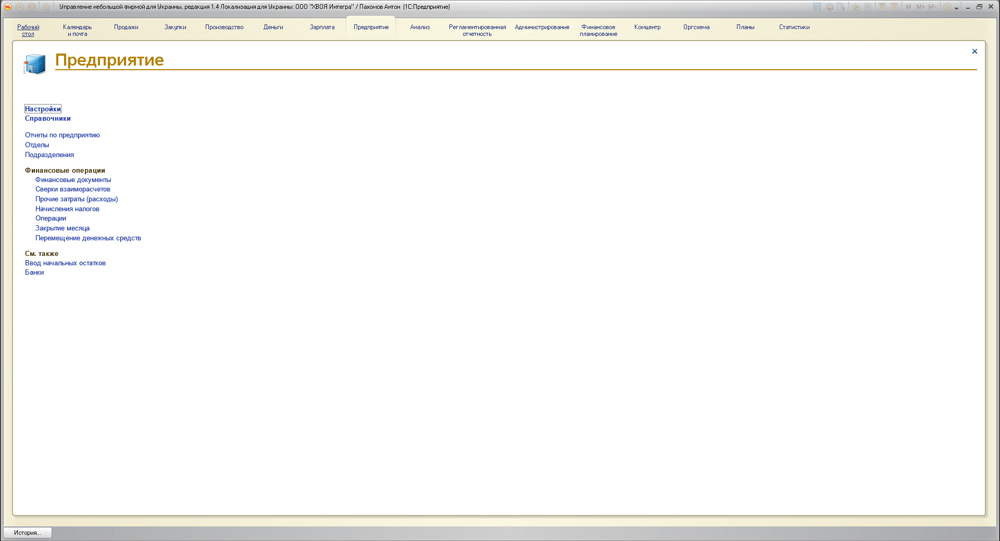 Управление небольшой фирмой для Украины, редакция 1.4 Локализация для Украины: ООО "ХВОЯ Интегра" / Пахомов Антон (1С:Предприятие)
M M+ M-
Рабочий стол
Календарь и почта
Продажи
Закупки
Производство
Деньги
Зарплата
Предприятие
Анализ
Регламентированная отчетность
Администрирование
Финансовое планирование
Комцентр
Оргсхема
Планы
Статистики
Предприятие
Настройки
Справочники
Отчеты по предприятию
Отделы
Подразделения
Финансовые операции
Финансовые документы
Сверки взаиморасчетов
Прочие затраты (расходы)
Начисления налогов
Операции
Закрытие месяца
Перемещение денежных средств
См. также
Ввод начальных остатков
Банки
История...